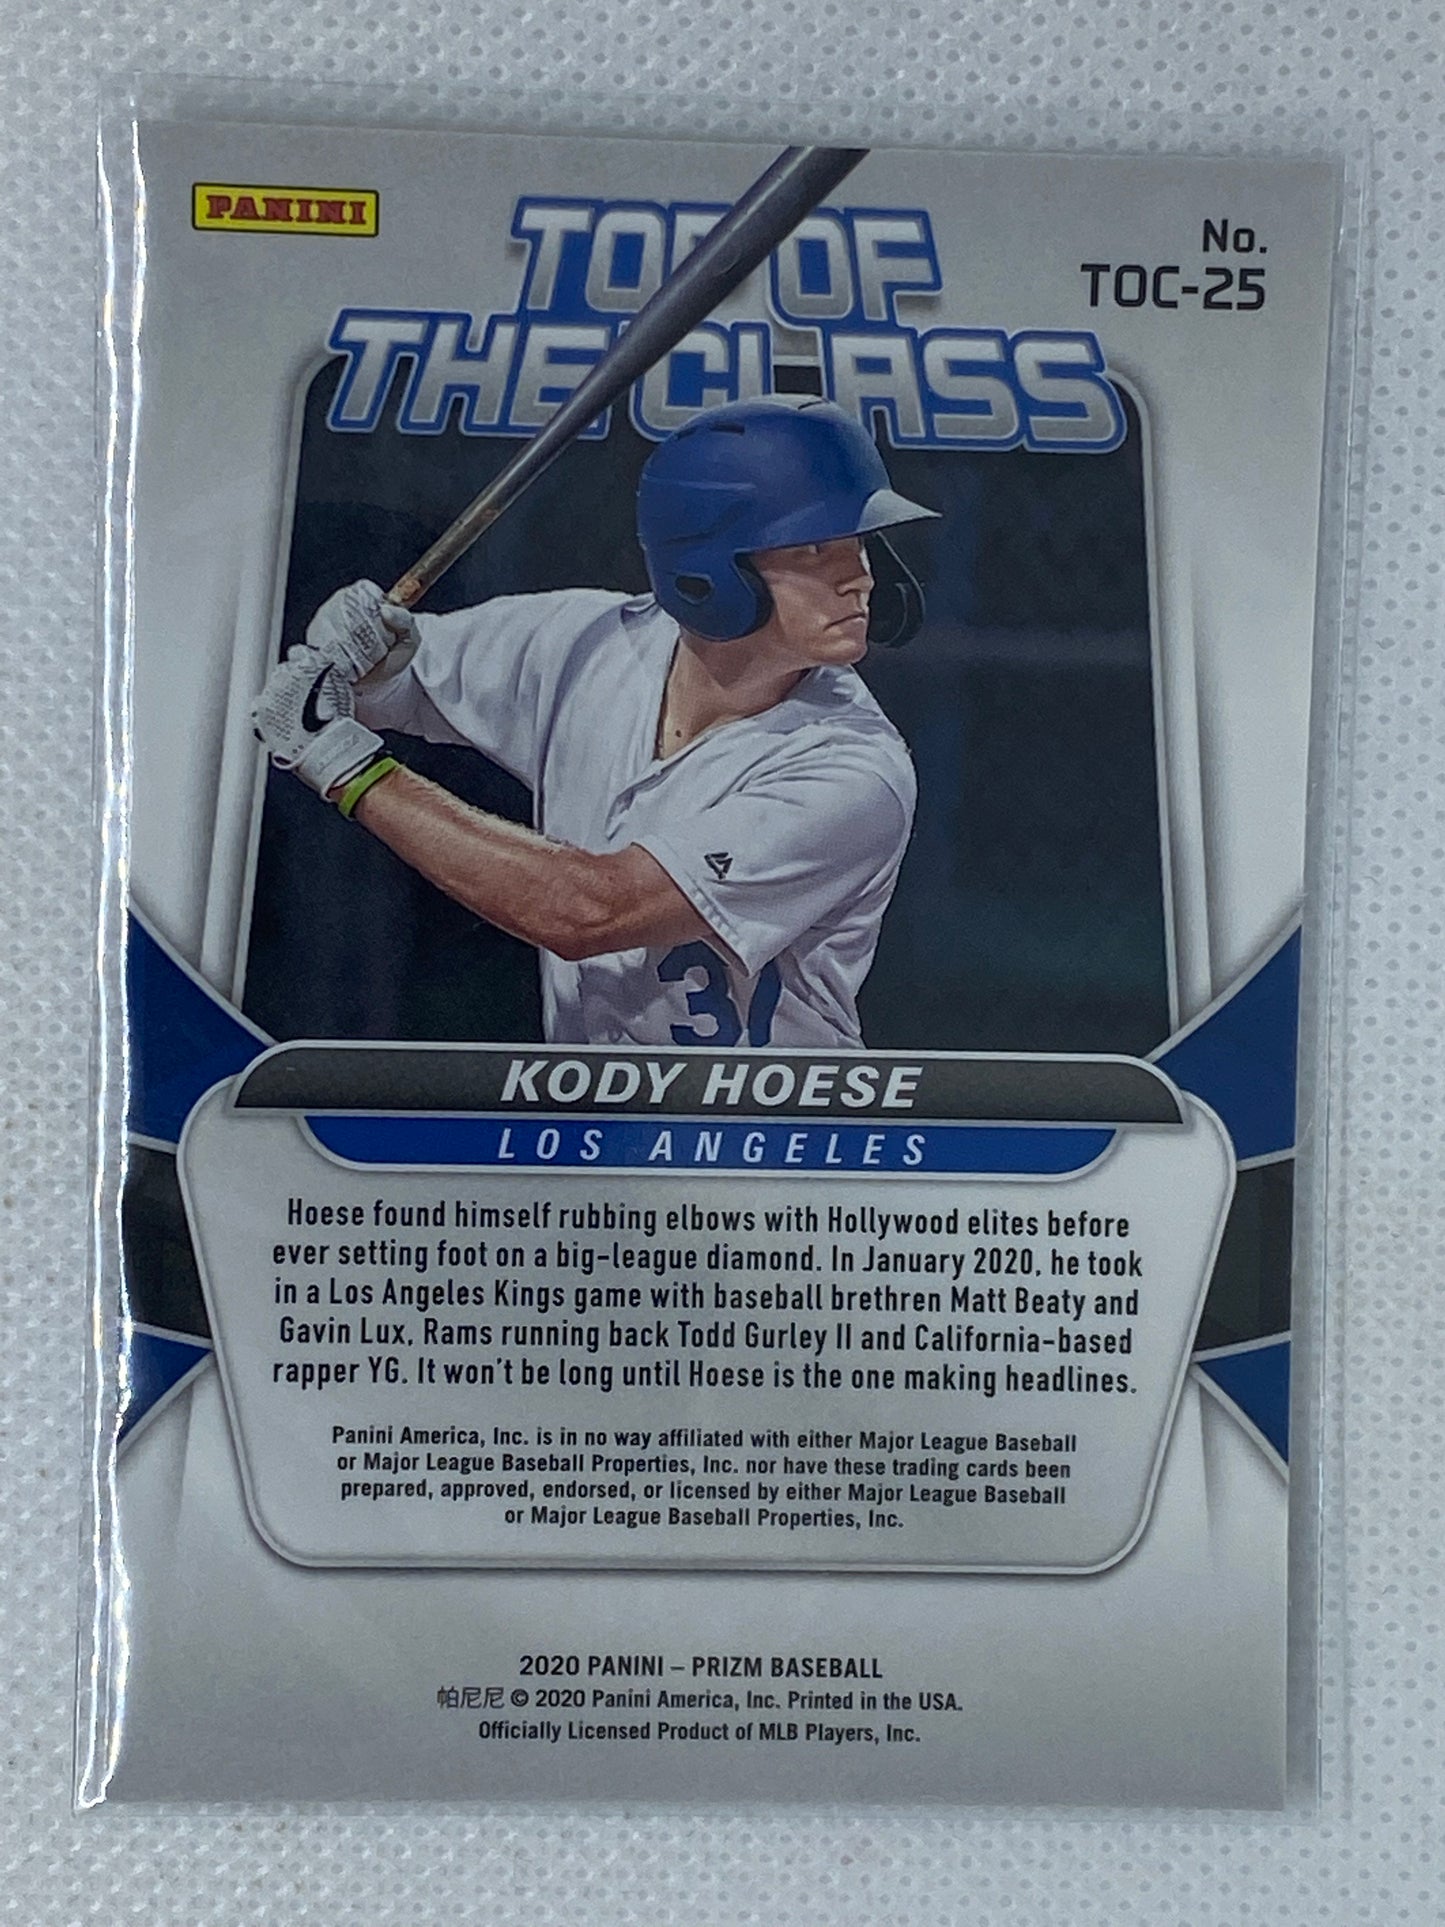 PANINI
TOP OF
THE CLASS
No.
TOC-25
KODY HOESE
LOS ANGELES
Hoese found himself rubbing elbows with Hollywood elites before
ever setting foot on a big-league diamond. In January 2020, he took
in a Los Angeles Kings game with baseball brethren Matt Beaty and
Gavin Lux, Rams running back Todd Gurley II and California-based
rapper YG. It won't be long until Hoese is the one making headlines.
Panini America, Inc. is in no way affiliated with either Major League Baseball
or Major League Baseball Properties, Inc. nor have these trading cards been
prepared, approved, endorsed, or licensed by either Major League Baseball
or Major League Baseball Properties, Inc.
2020 PANINI – PRIZM BASEBALL
帕尼尼 © 2020 Panini America, Inc. Printed in the USA.
Officially Licensed Product of MLB Players, Inc.